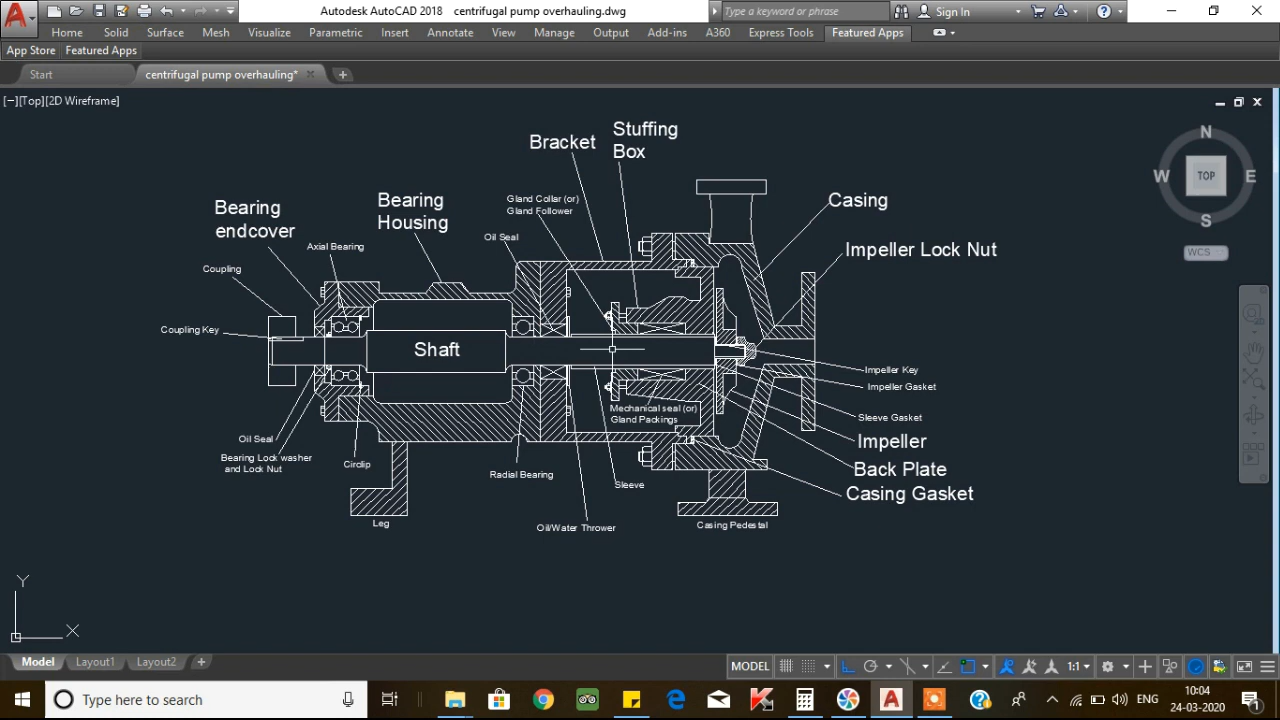 Autodesk AutoCAD 2018 centrifugal pump overhauling.dwg
Type a keyword or phrase
Sign In
Home Solid Surface Mesh Visualize Parametric Insert Annotate View Manage Output Add-ins A360 Express Tools Featured Apps
App Store Featured Apps
Start
centrifugal pump overhauling*
[−][Top][2D Wireframe]
N
W
TOP
E
S
WCS
Stuffing
Box
Bracket
Bearing
Housing
Gland Collar (or)
Gland Follower
Casing
Bearing
endcover
Oil Seal
Axial Bearing
Impeller Lock Nut
Coupling
Coupling Key
Shaft
Impeller Key
Impeller Gasket
Mechanical seal (or)
Gland Packings
Sleeve Gasket
Oil Seal
Impeller
Bearing Lock washer
and Lock Nut
Circlip
Back Plate
Radial Bearing
Sleeve
Casing Gasket
Leg
Oil/Water Thrower
Casing Pedestal
Y
X
Model Layout1 Layout2
MODEL
1:1
Type here to search
ENG
10:04
24-03-2020